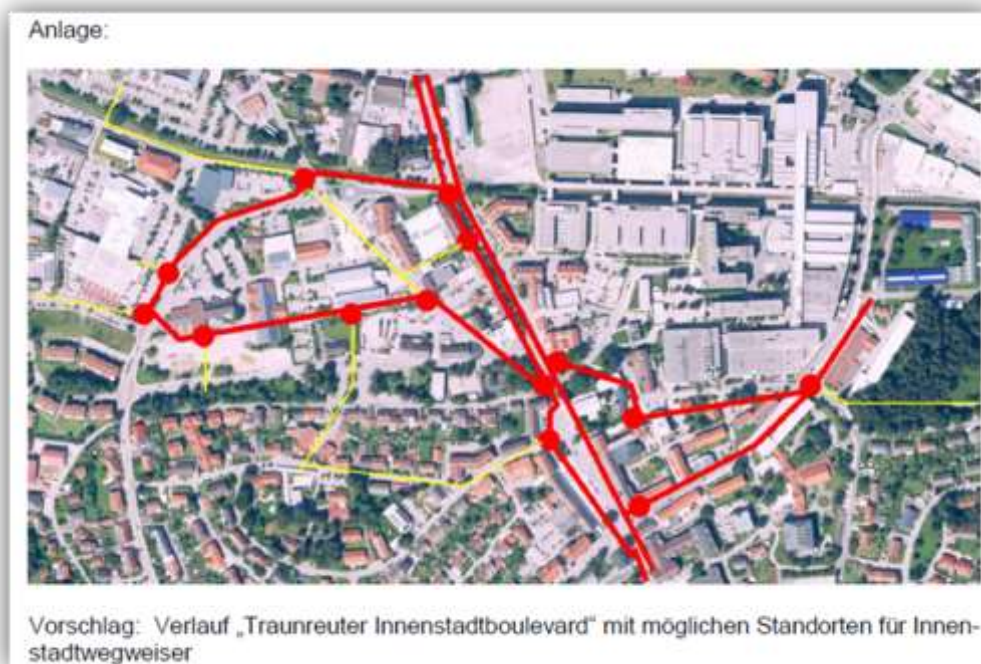 Anlage:
Vorschlag: Verlauf „Traunreuter Innenstadtboulevard“ mit möglichen Standorten für Innen-
stadtwegweiser